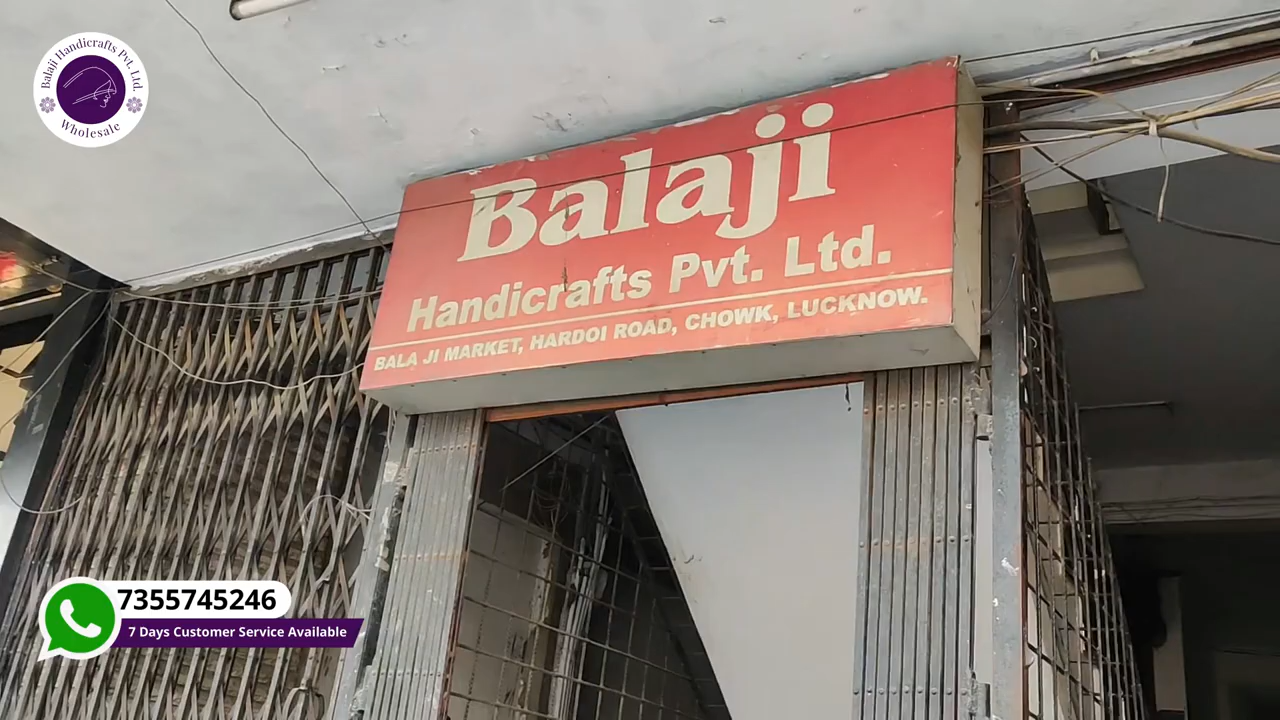 Balaji Handicrafts Pvt. Ltd.
Wholesale
Balaji
Handicrafts Pvt. Ltd.
BALA JI MARKET, HARDOI ROAD, CHOWK, LUCKNOW.
7355745246
7 Days Customer Service Available